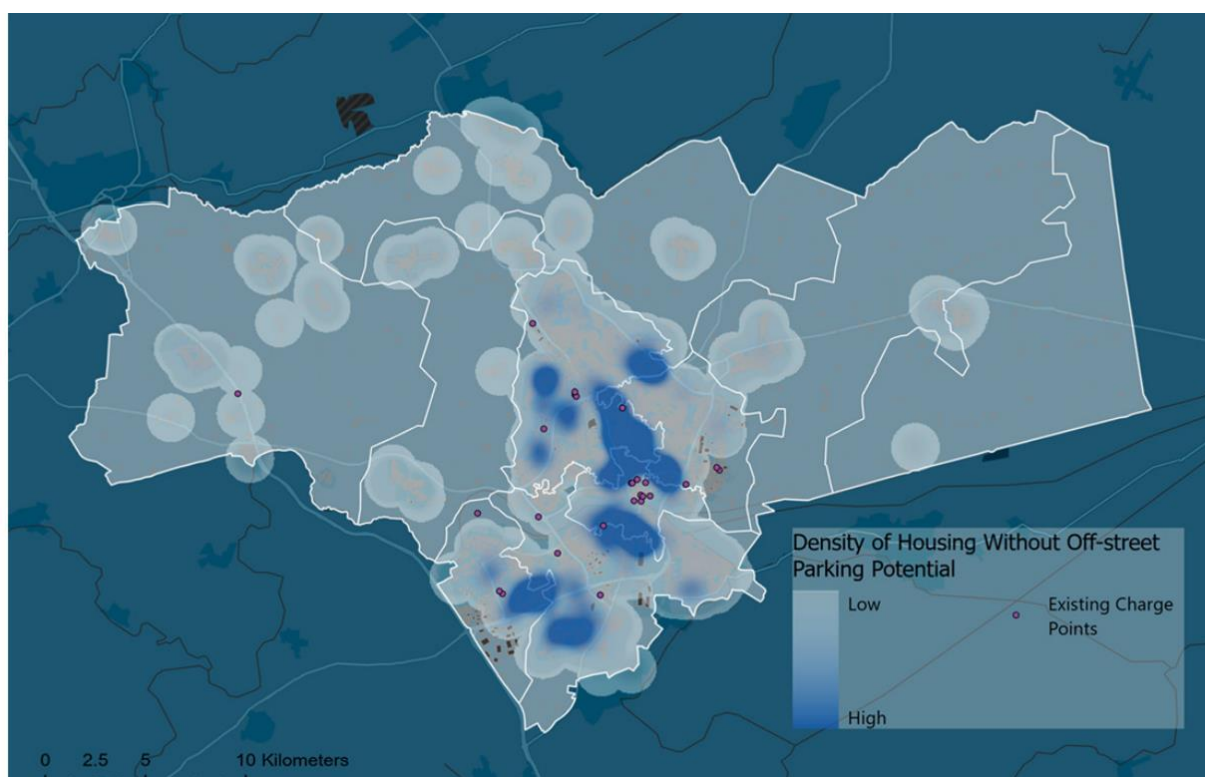 Density of Housing Without Off-street
Parking Potential
Low
Existing Charge
Points
High
0 2.5 5 10 Kilometers